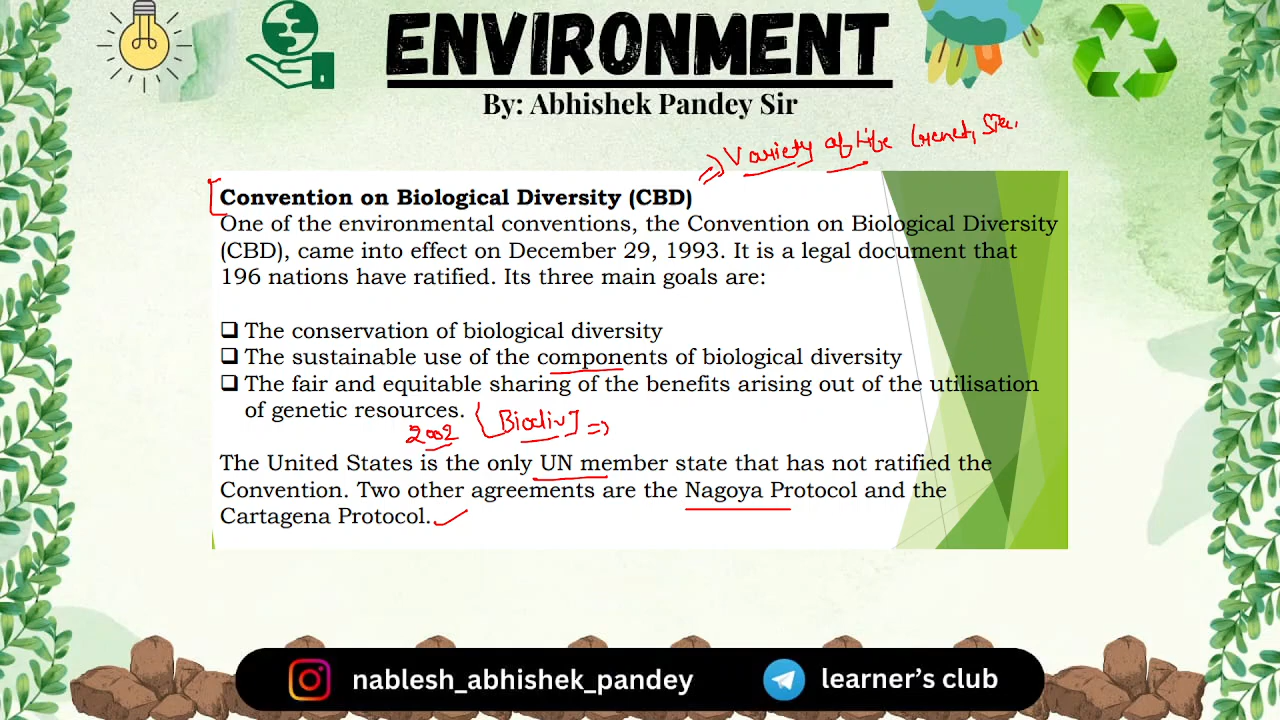 ENVIRONMENT
By: Abhishek Pandey Sir
=> Variety of Life (Genet, Spe.
Convention on Biological Diversity (CBD)
One of the environmental conventions, the Convention on Biological Diversity
(CBD), came into effect on December 29, 1993. It is a legal document that
196 nations have ratified. Its three main goals are:
❑ The conservation of biological diversity
❑ The sustainable use of the components of biological diversity
❑ The fair and equitable sharing of the benefits arising out of the utilisation
of genetic resources.
2002 [Biodiv] =>
The United States is the only UN member state that has not ratified the
Convention. Two other agreements are the Nagoya Protocol and the
Cartagena Protocol.
nablesh_abhishek_pandey
learner’s club